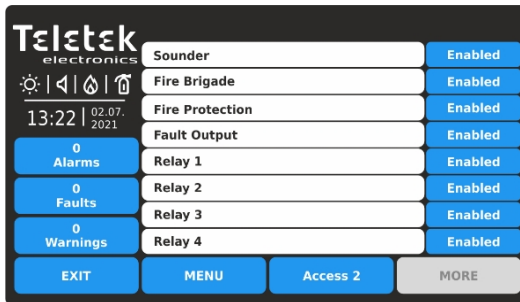 Teletek
electronics
13:22 02.07.
2021
0
Alarms
0
Faults
0
Warnings
Sounder Enabled
Fire Brigade Enabled
Fire Protection Enabled
Fault Output Enabled
Relay 1 Enabled
Relay 2 Enabled
Relay 3 Enabled
Relay 4 Enabled
EXIT MENU Access 2 MORE